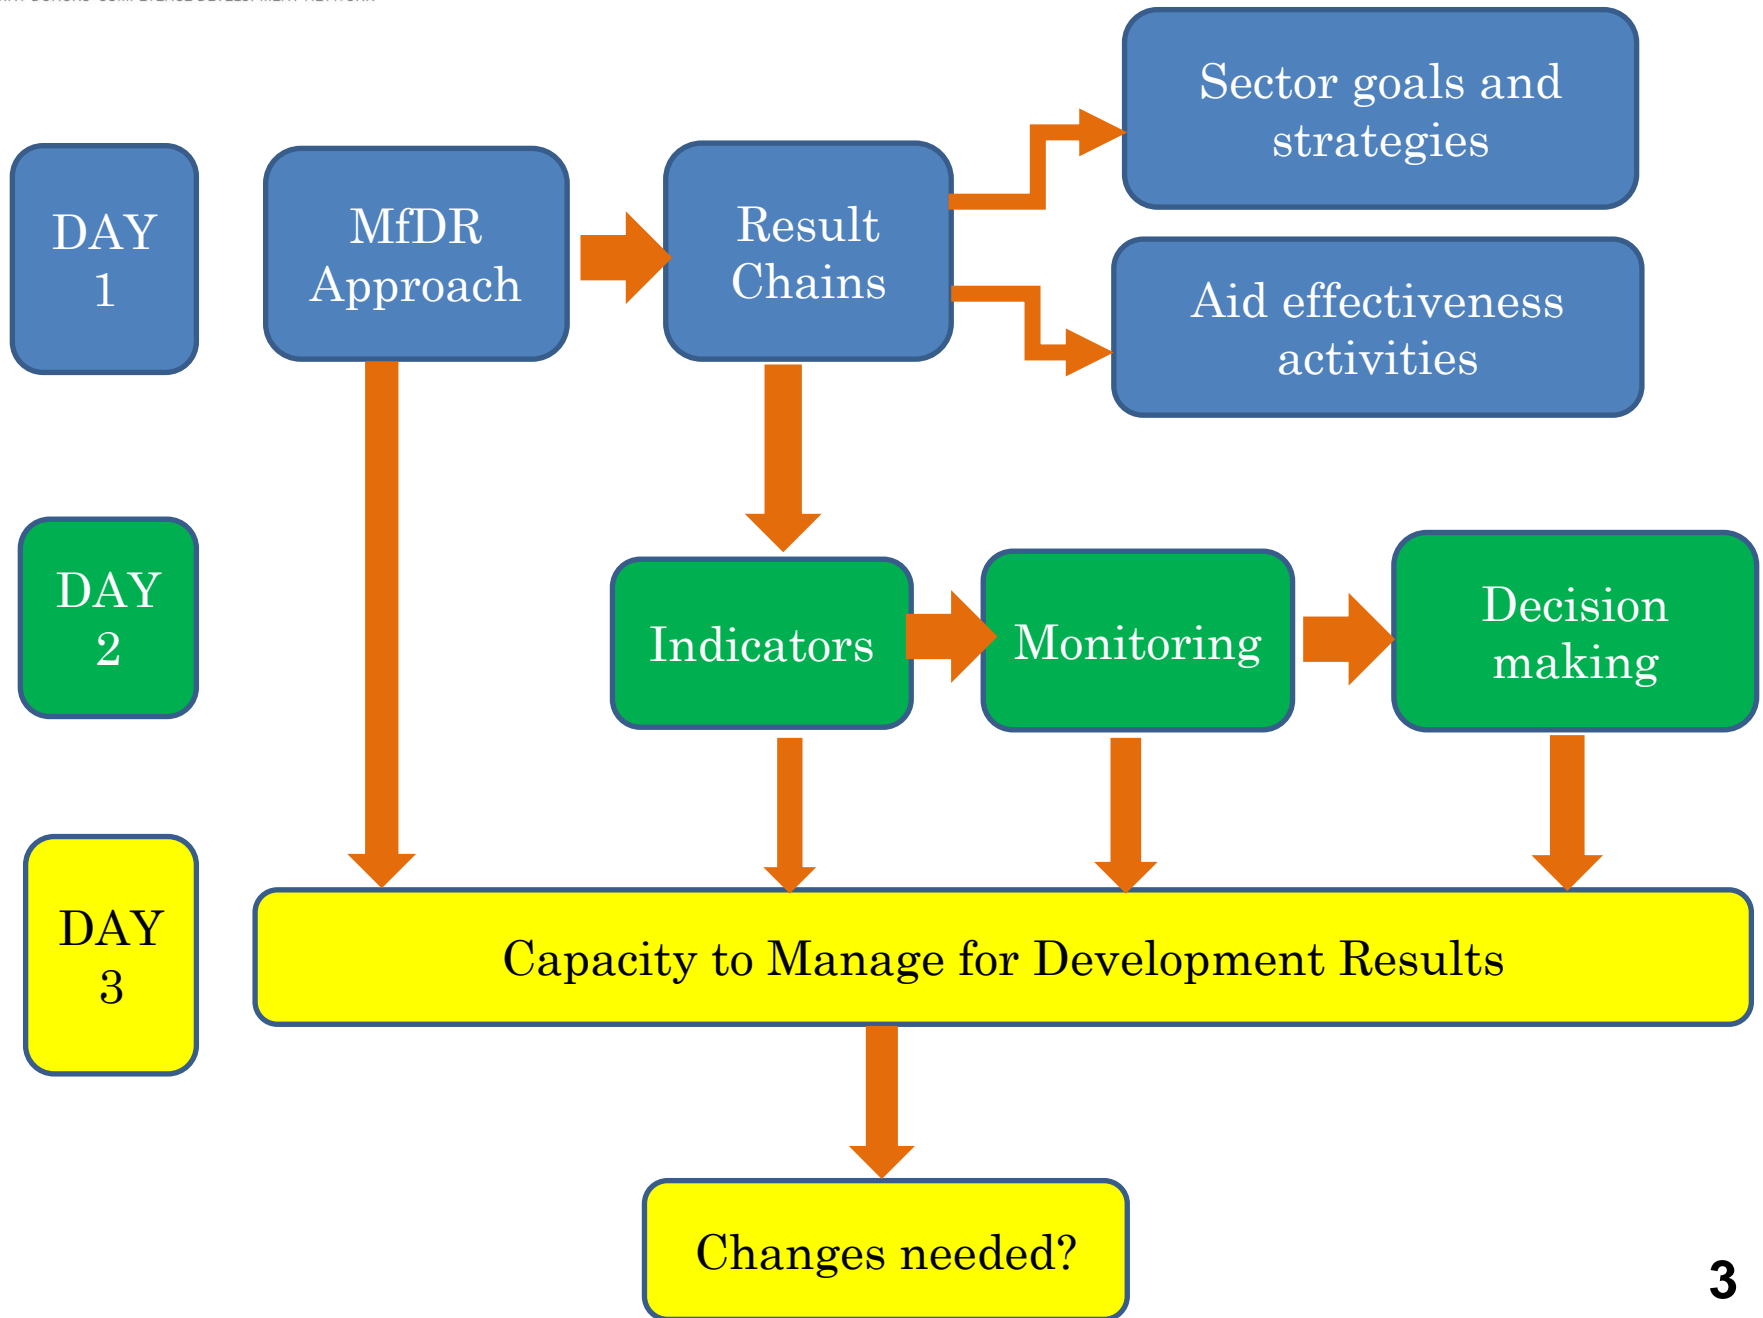 DAY
1
MfDR
Approach
Result
Chains
Sector goals and
strategies
Aid effectiveness
activities
DAY
2
Indicators
Monitoring
Decision
making
DAY
3
Capacity to Manage for Development Results
Changes needed?
3